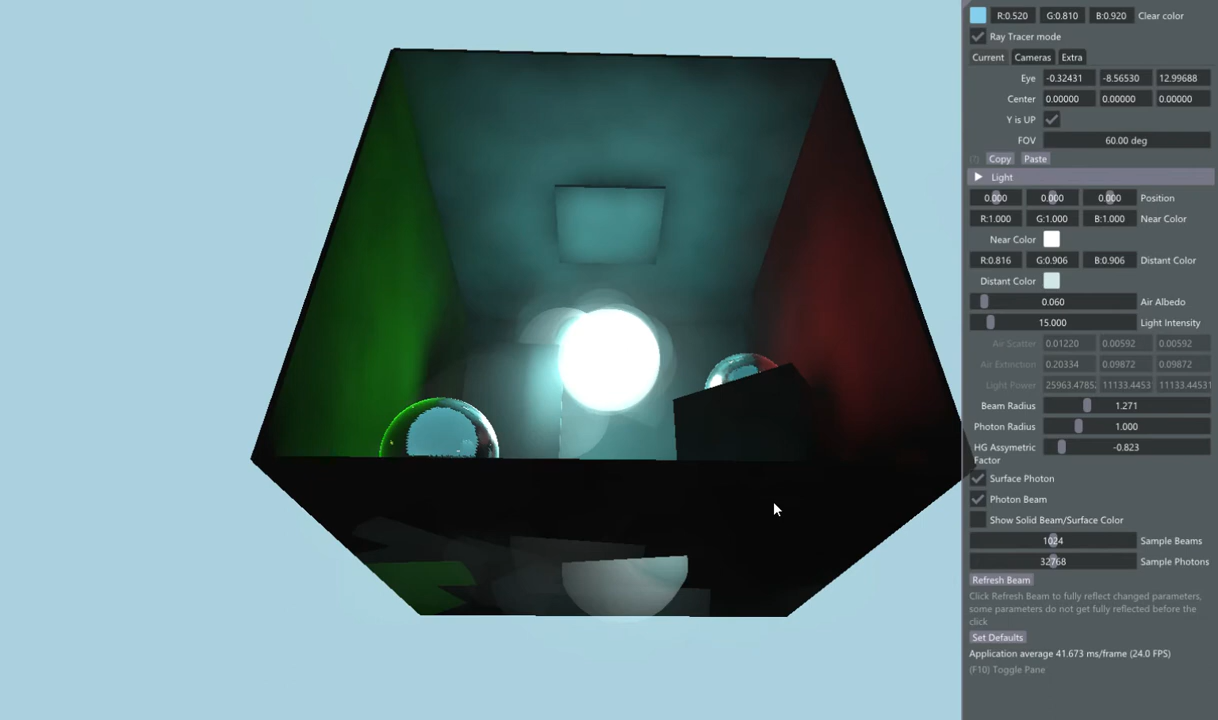 R:0.520 G:0.810 B:0.920 Clear color
Ray Tracer mode
Current Cameras Extra
Eye -0.32431 -8.56530 12.99688
Center 0.00000 0.00000 0.00000
Y is UP
FOV 60.00 deg
(?) Copy Paste
Light
0.000 0.000 0.000 Position
R:1.000 G:1.000 B:1.000 Near Color
Near Color
R:0.816 G:0.906 B:0.906 Distant Color
Distant Color
0.060 Air Albedo
15.000 Light Intensity
Air Scatter 0.01220 0.00592 0.00592
Air Extinction 0.20334 0.09872 0.09872
Light Power 25963.4785 11133.4453 11133.4453
Beam Radius 1.271
Photon Radius 1.000
HG Assymetric -0.823
Factor
Surface Photon
Photon Beam
Show Solid Beam/Surface Color
1024 Sample Beams
32768 Sample Photons
Refresh Beam
Click Refresh Beam to fully reflect changed parameters,
some parameters do not get fully reflected before the
click
Set Defaults
Application average 41.673 ms/frame (24.0 FPS)
(F10) Toggle Pane